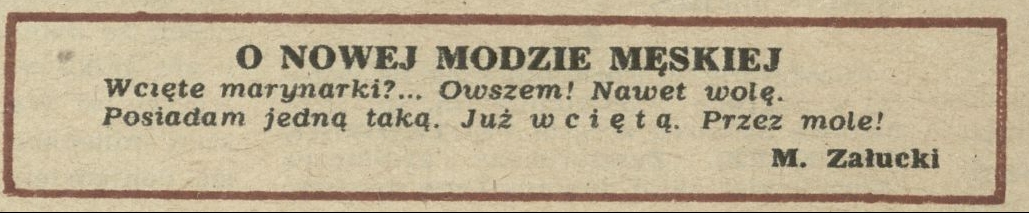 O NOWEJ MODZIE MĘSKIEJ
Wcięte marynarki?... Owszem! Nawet wolę.
Posiadam jedną taką. Już w c i ę t ą. Przez mole!
M. Załucki